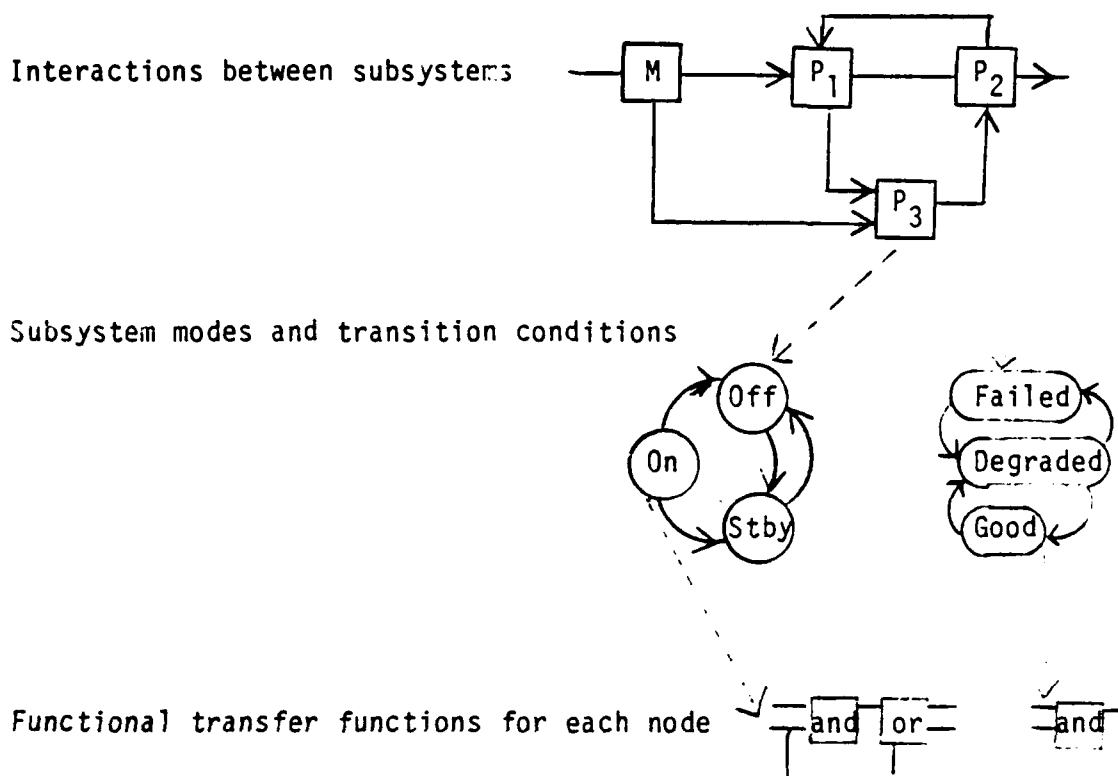 Interactions between subsystems
M
P1
P2
P3
Subsystem modes and transition conditions
Off
Failed
On
Degraded
Stby
Good
Functional transfer functions for each node
and
or
and